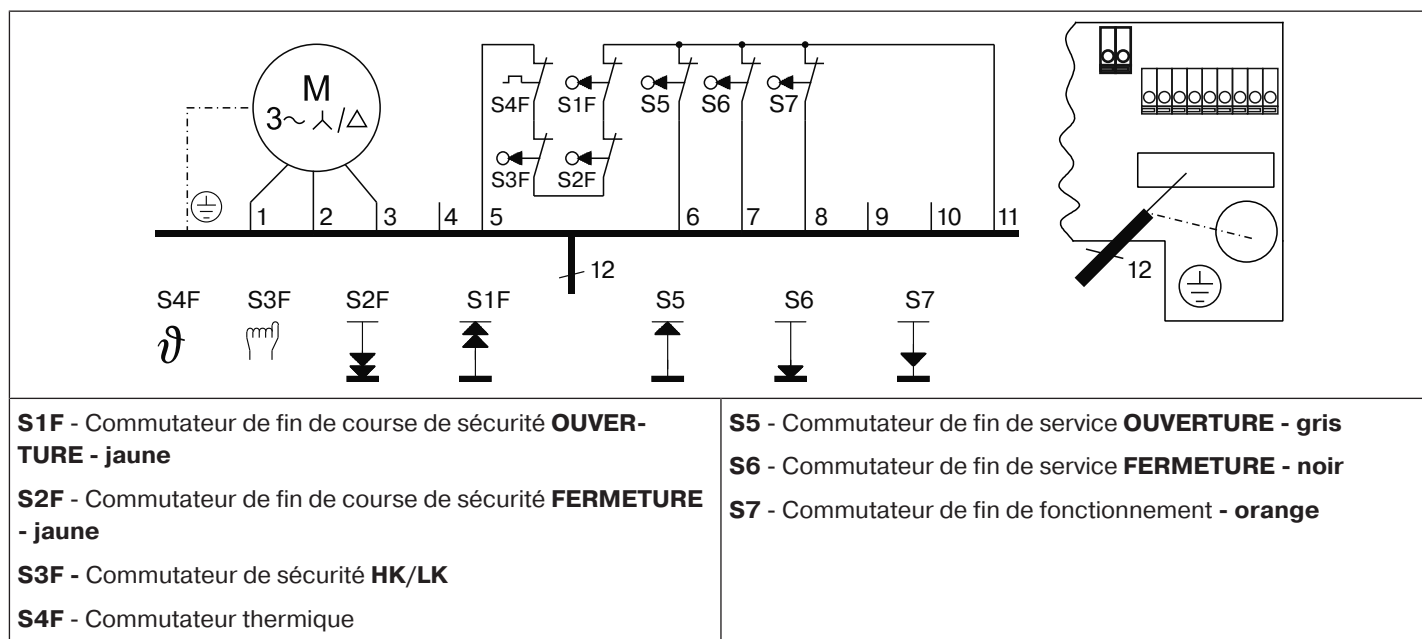 M
3~ 人/△
S4F S1F S5 S6 S7
S3F S2F
1 2 3 4 5 6 7 8 9 10 11
12
12
S4F S3F S2F S1F S5 S6 S7
ϑ
S1F - Commutateur de fin de course de sécurité OUVER-
TURE - jaune
S2F - Commutateur de fin de course de sécurité FERMETURE
- jaune
S3F - Commutateur de sécurité HK/LK
S4F - Commutateur thermique
S5 - Commutateur de fin de service OUVERTURE - gris
S6 - Commutateur de fin de service FERMETURE - noir
S7 - Commutateur de fin de fonctionnement - orange